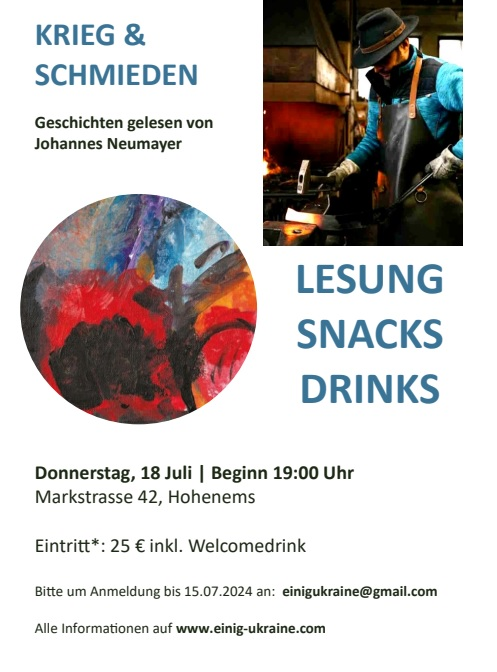 KRIEG &
SCHMIEDEN
Geschichten gelesen von
Johannes Neumayer
LESUNG
SNACKS
DRINKS
Donnerstag, 18 Juli | Beginn 19:00 Uhr
Markstrasse 42, Hohenems
Eintritt*: 25 € inkl. Welcomedrink
Bitte um Anmeldung bis 15.07.2024 an: einigukraine@gmail.com
Alle Informationen auf www.einig-ukraine.com